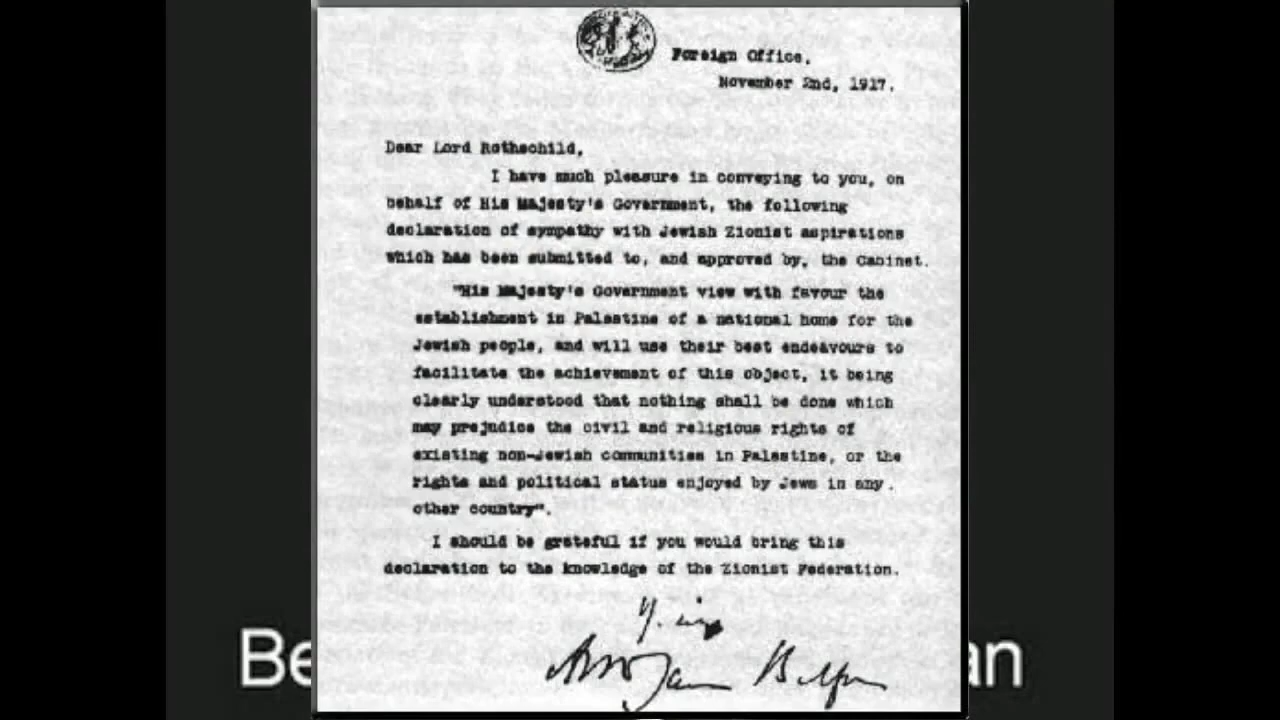 Foreign Office,
November 2nd, 1917.
Dear Lord Rothschild,
I have much pleasure in conveying to you, on
behalf of His Majesty's Government, the following
declaration of sympathy with Jewish Zionist aspirations
which has been submitted to, and approved by, the Cabinet.
"His Majesty's Government view with favour the
establishment in Palestine of a national home for the
Jewish people, and will use their best endeavours to
facilitate the achievement of this object, it being
clearly understood that nothing shall be done which
may prejudice the civil and religious rights of
existing non-Jewish communities in Palestine, or the
rights and political status enjoyed by Jews in any.
other country".
I should be grateful if you would bring this
declaration to the knowledge of the Zionist Federation.
Be an